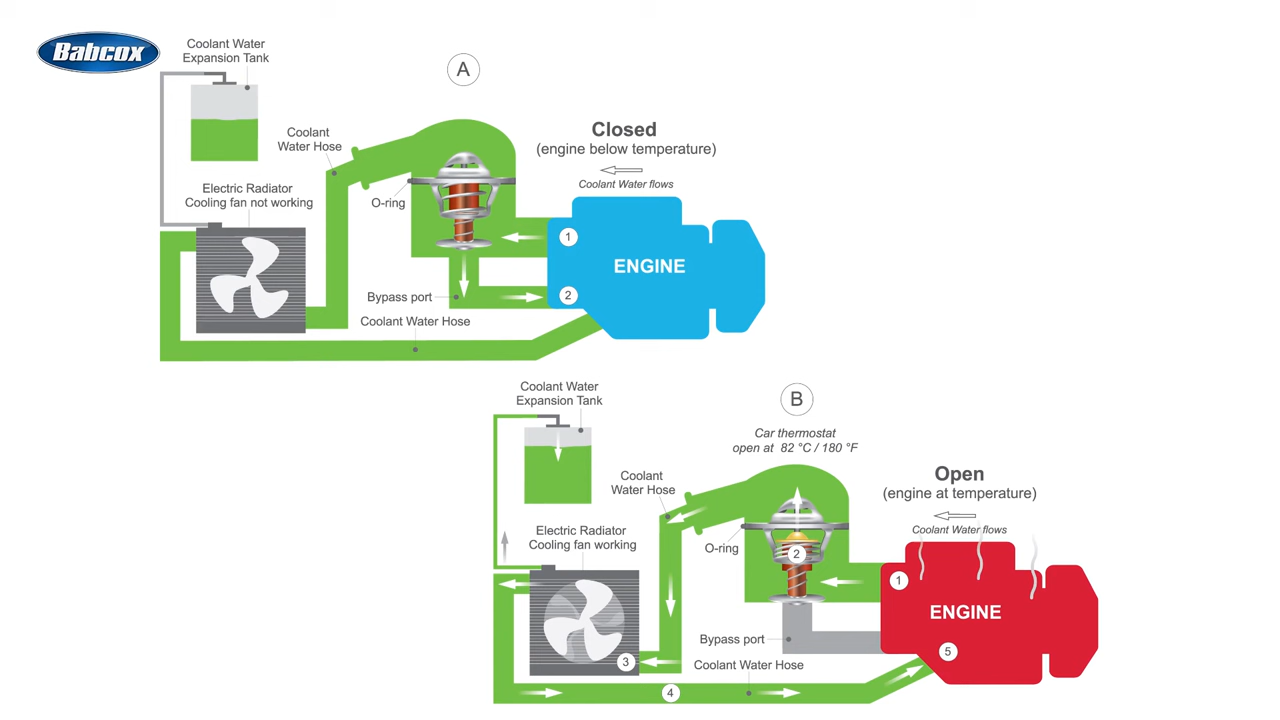 Babcox
Coolant Water
Expansion Tank
A
Coolant
Water Hose
Closed
(engine below temperature)
Coolant Water flows
Electric Radiator
Cooling fan not working
O-ring
1
ENGINE
Bypass port
2
Coolant Water Hose
Coolant Water
Expansion Tank
B
Car thermostat
open at 82 °C / 180 °F
Coolant
Water Hose
Open
(engine at temperature)
Coolant Water flows
Electric Radiator
Cooling fan working
O-ring
2
1
ENGINE
Bypass port
3
5
Coolant Water Hose
4